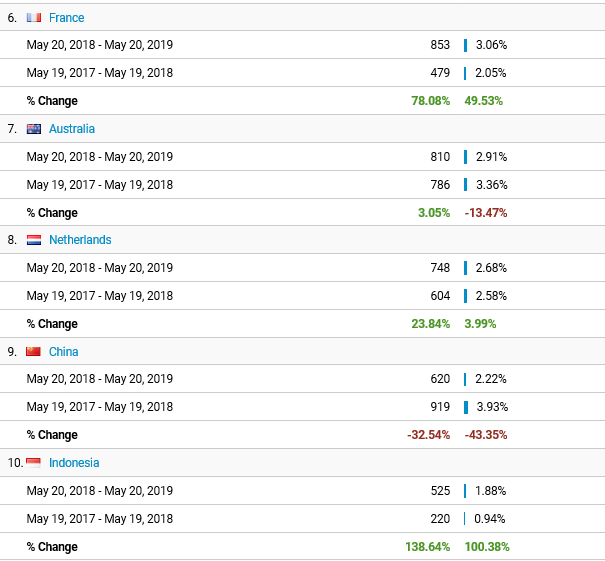 6. France
May 20, 2018 - May 20, 2019 853 3.06%
May 19, 2017 - May 19, 2018 479 2.05%
% Change 78.08% 49.53%
7. Australia
May 20, 2018 - May 20, 2019 810 2.91%
May 19, 2017 - May 19, 2018 786 3.36%
% Change 3.05% -13.47%
8. Netherlands
May 20, 2018 - May 20, 2019 748 2.68%
May 19, 2017 - May 19, 2018 604 2.58%
% Change 23.84% 3.99%
9. China
May 20, 2018 - May 20, 2019 620 2.22%
May 19, 2017 - May 19, 2018 919 3.93%
% Change -32.54% -43.35%
10. Indonesia
May 20, 2018 - May 20, 2019 525 1.88%
May 19, 2017 - May 19, 2018 220 0.94%
% Change 138.64% 100.38%